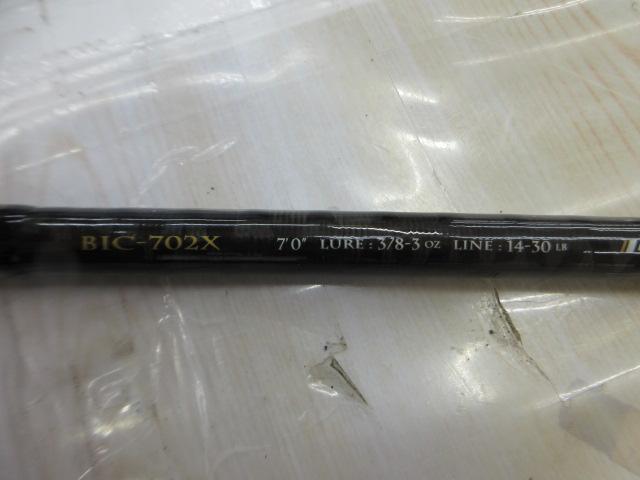 BIC-702X 7'0" LURE : 3/8-3 OZ LINE : 14-30 LB